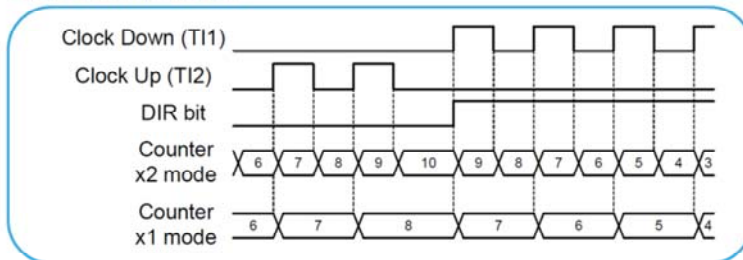 Clock Down (TI1)
Clock Up (TI2)
DIR bit
Counter
x2 mode
6 7 8 9 10 9 8 7 6 5 4 3
Counter
x1 mode
6 7 8 7 6 5 4